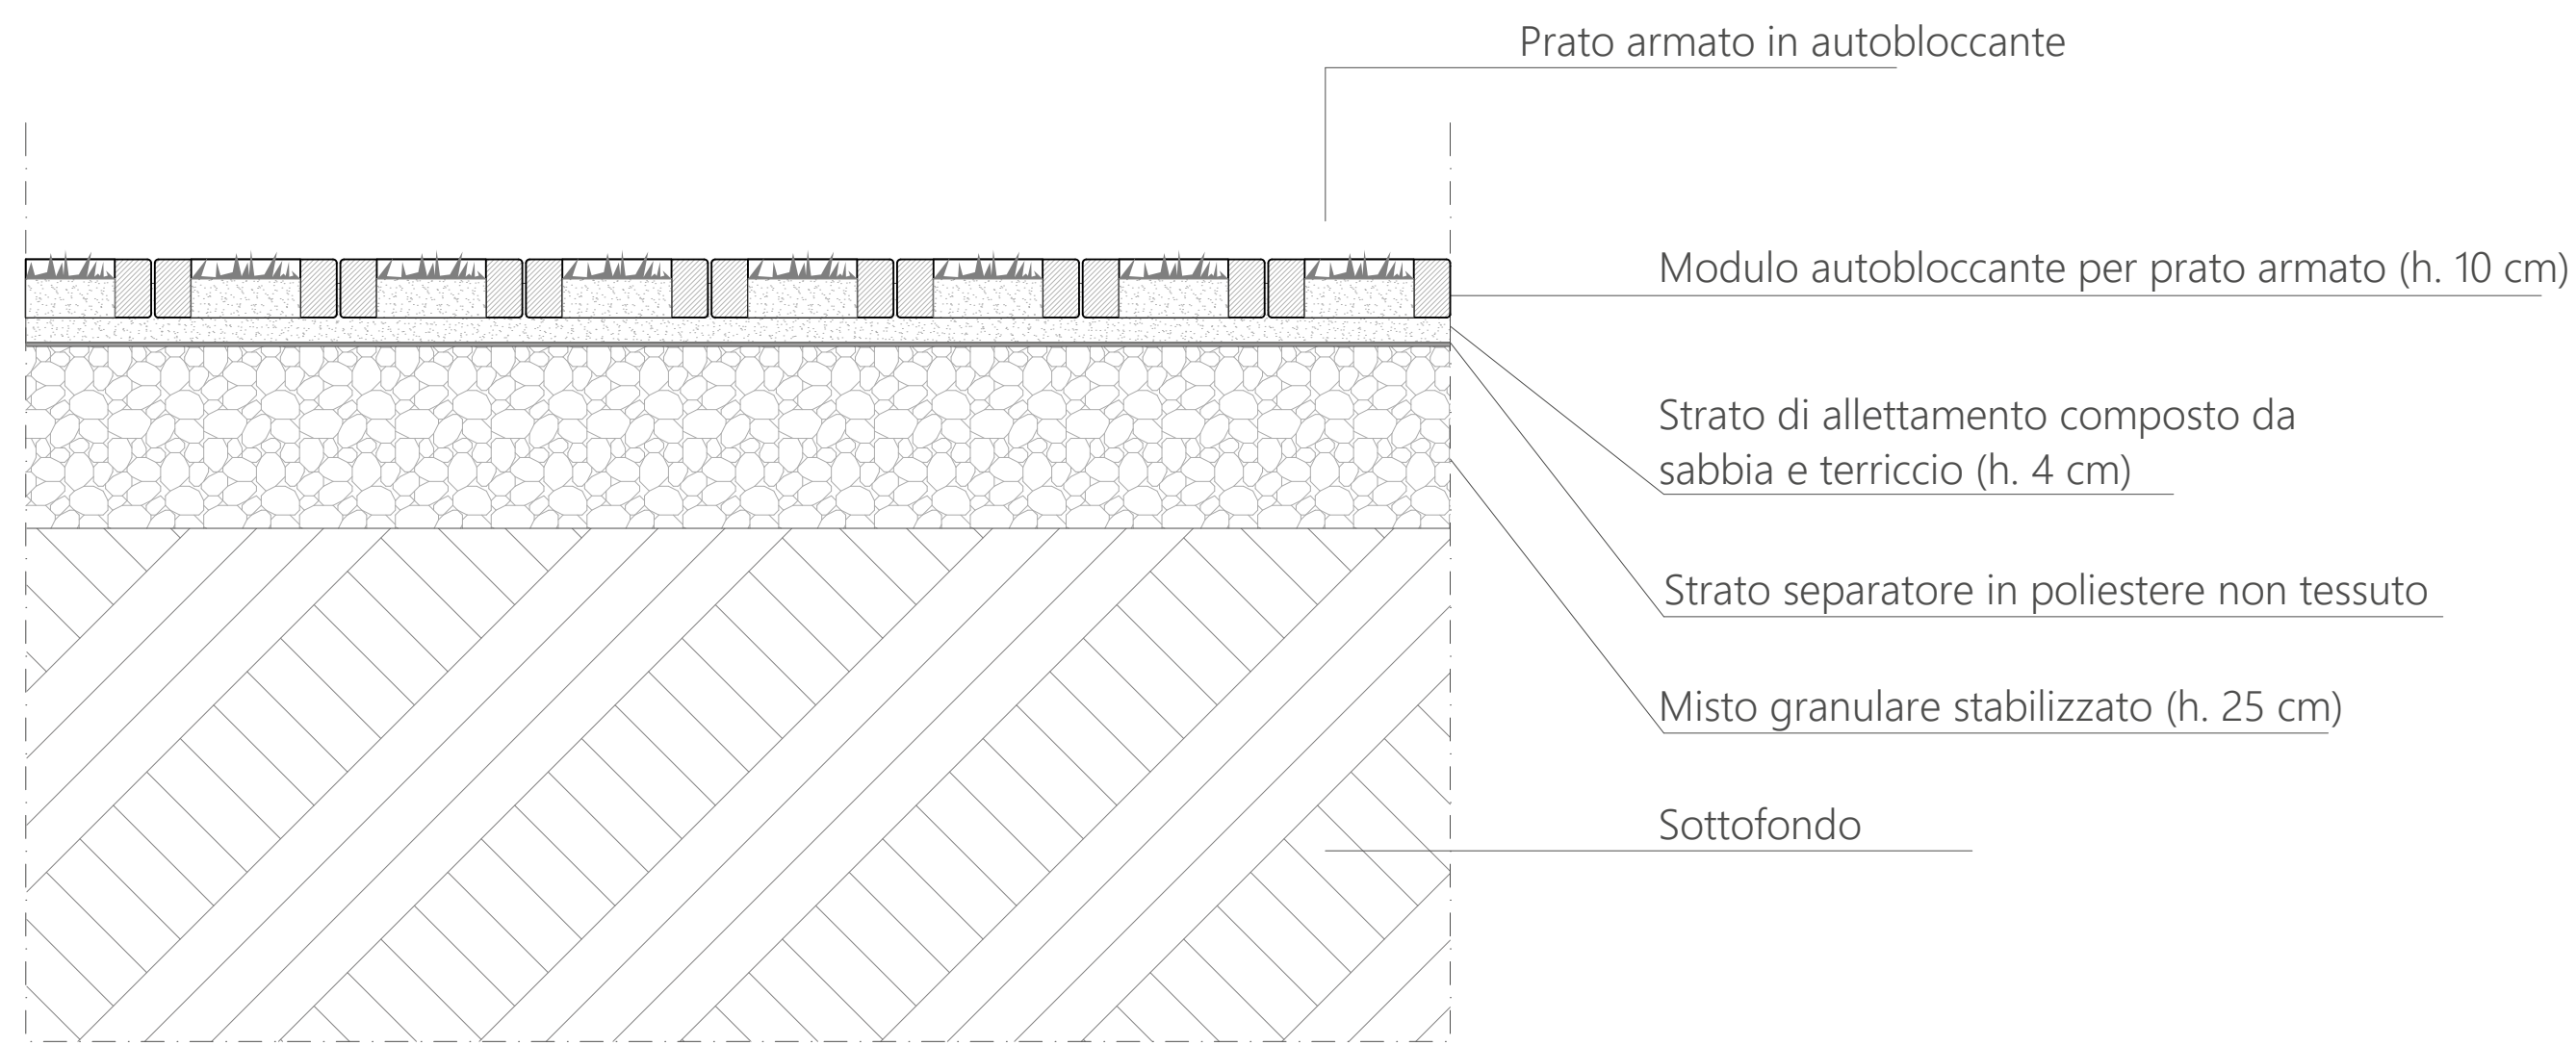 Prato armato in autobloccante
Modulo autobloccante per prato armato (h. 10 cm)
Strato di allettamento composto da
sabbia e terriccio (h. 4 cm)
Strato separatore in poliestere non tessuto
Misto granulare stabilizzato (h. 25 cm)
Sottofondo